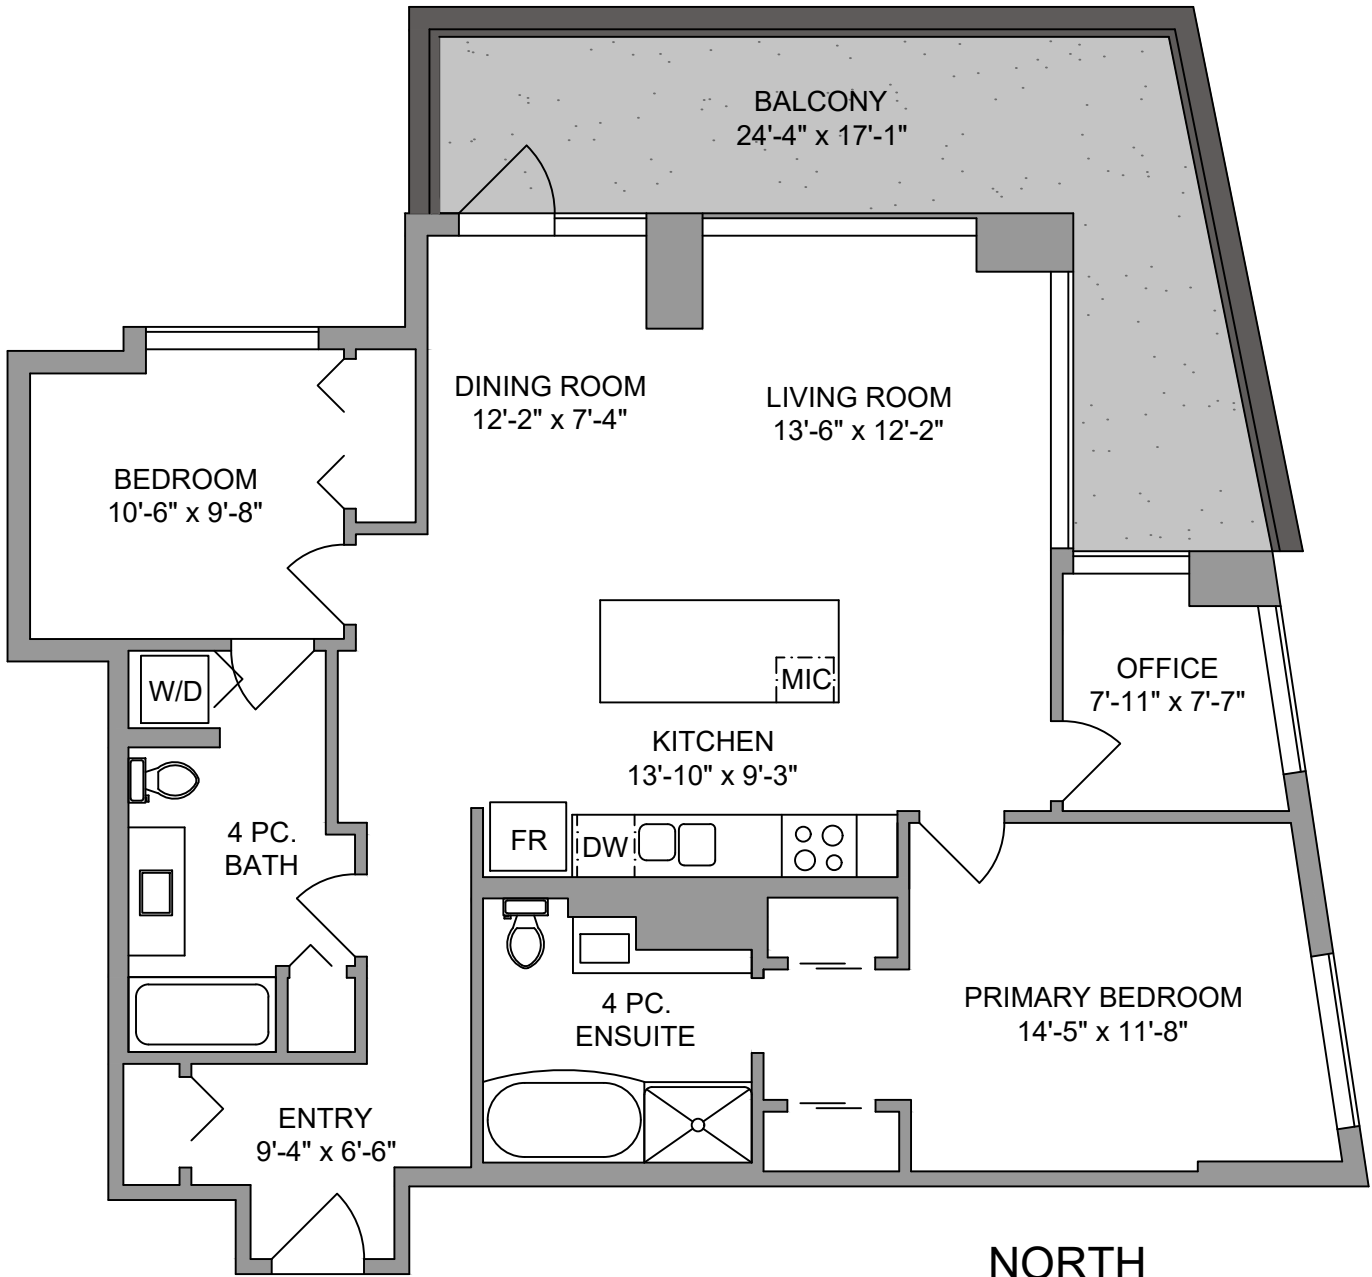 BALCONY
24'-4" x 17'-1"
DINING ROOM
12'-2" x 7'-4"
LIVING ROOM
13'-6" x 12'-2"
BEDROOM
10'-6" x 9'-8"
MIC
OFFICE
7'-11" x 7'-7"
W/D
KITCHEN
13'-10" x 9'-3"
4 PC.
BATH
FR
DW
PRIMARY BEDROOM
14'-5" x 11'-8"
4 PC.
ENSUITE
ENTRY
9'-4" x 6'-6"
NORTH